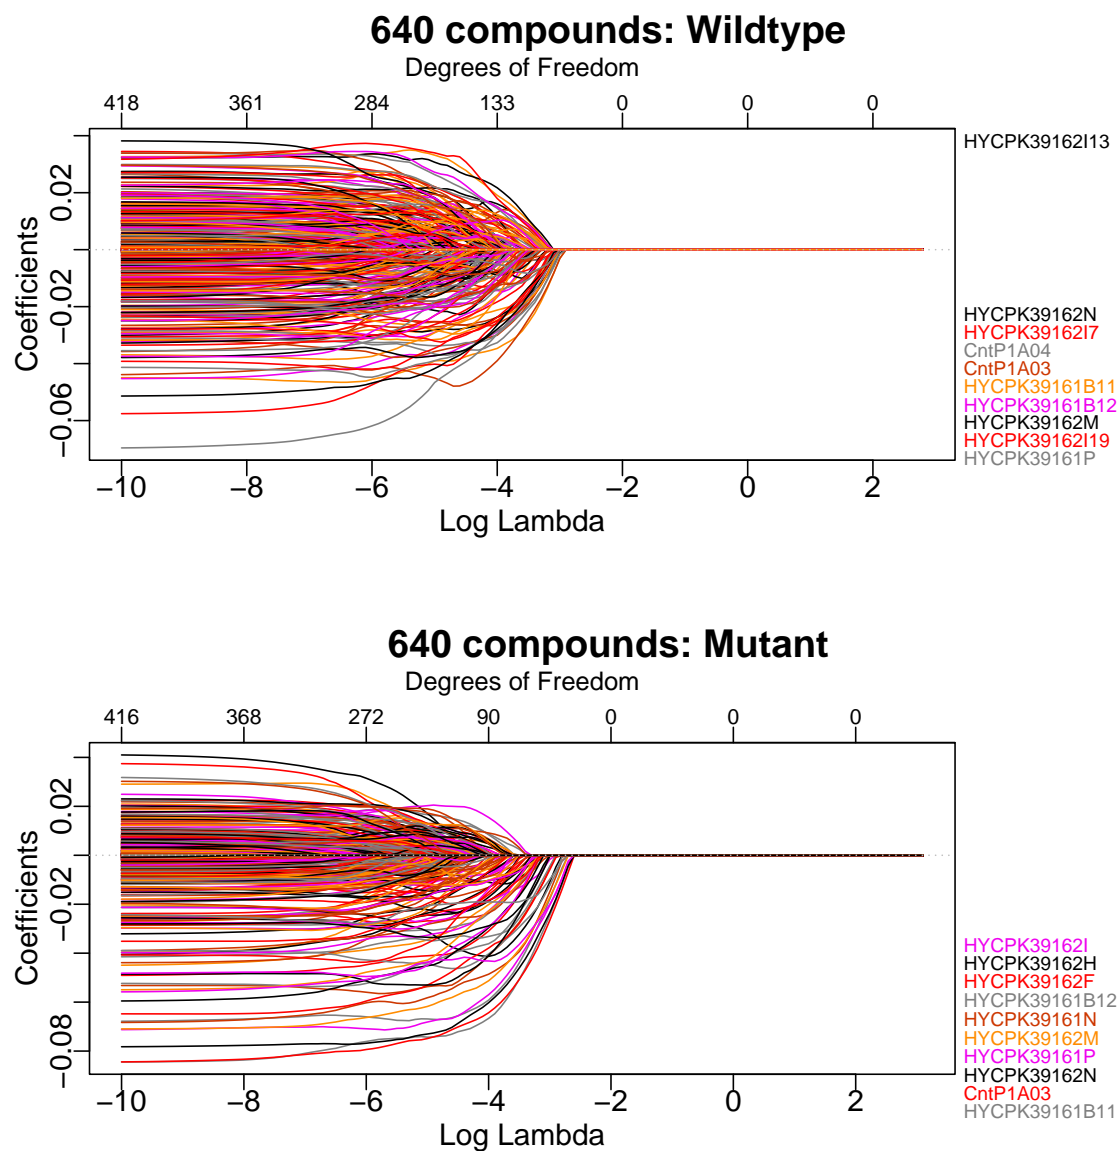 640 compounds: Wildtype
Degrees of Freedom
418 361 284 133 0 0 0
HYCPK39162I13
0.02
−0.02
−0.06
Coefficients
HYCPK39162N
HYCPK39162I7
CntP1A04
CntP1A03
HYCPK39161B11
HYCPK39161B12
HYCPK39162M
HYCPK39162I19
HYCPK39161P
−10 −8 −6 −4 −2 0 2
Log Lambda
640 compounds: Mutant
Degrees of Freedom
416 368 272 90 0 0 0
0.02
−0.02
−0.08
Coefficients
HYCPK39162I
HYCPK39162H
HYCPK39162F
HYCPK39161B12
HYCPK39161N
HYCPK39162M
HYCPK39161P
HYCPK39162N
CntP1A03
HYCPK39161B11
−10 −8 −6 −4 −2 0 2
Log Lambda